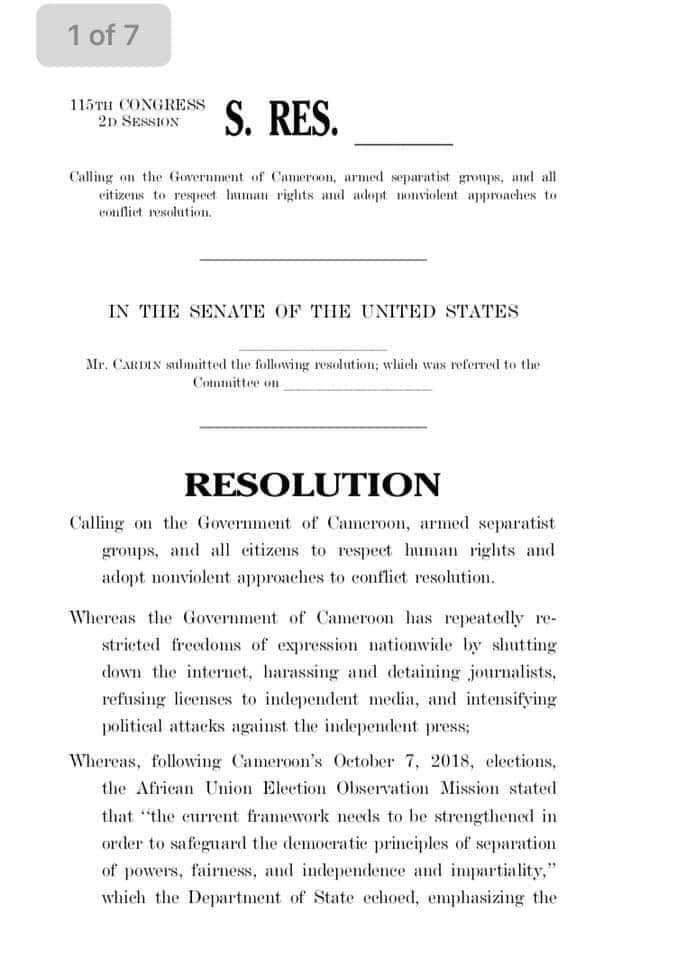 1 of 7
115TH CONGRESS
2D SESSION
S. RES.
Calling on the Government of Cameroon, armed separatist groups, and all
citizens to respect human rights and adopt nonviolent approaches to
conflict resolution.
IN THE SENATE OF THE UNITED STATES
Mr. CARDIN submitted the following resolution; which was referred to the
Committee on
RESOLUTION
Calling on the Government of Cameroon, armed separatist
groups, and all citizens to respect human rights and
adopt nonviolent approaches to conflict resolution.
Whereas the Government of Cameroon has repeatedly re-
stricted freedoms of expression nationwide by shutting
down the internet, harassing and detaining journalists,
refusing licenses to independent media, and intensifying
political attacks against the independent press;
Whereas, following Cameroon's October 7, 2018, elections,
the African Union Election Observation Mission stated
that ‘‘the current framework needs to be strengthened in
order to safeguard the democratic principles of separation
of powers, fairness, and independence and impartiality,’’
which the Department of State echoed, emphasizing the